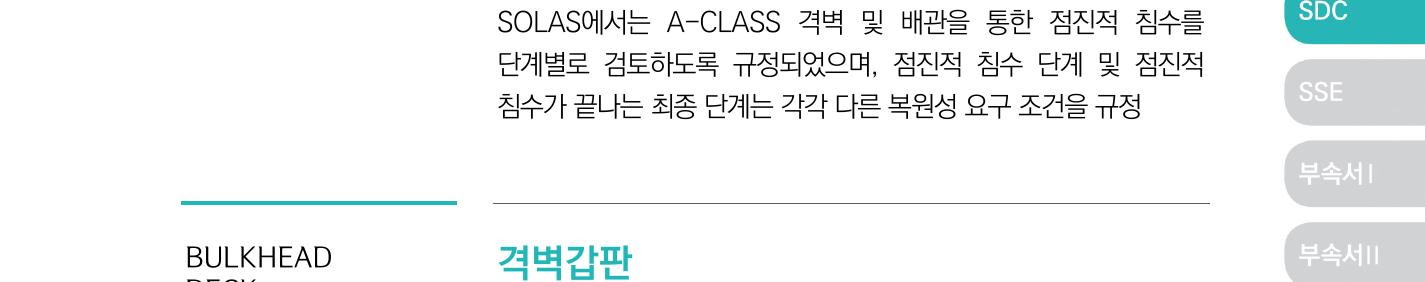 SOLAS에서는 A-CLASS 격벽 및 배관을 통한 점진적 침수를
단계별로 검토하도록 규정되었으며, 점진적 침수 단계 및 점진적
침수가 끝나는 최종 단계는 각각 다른 복원성 요구 조건을 규정
SDC
SSE
부속서I
부속서II
BULKHEAD
격벽갑판